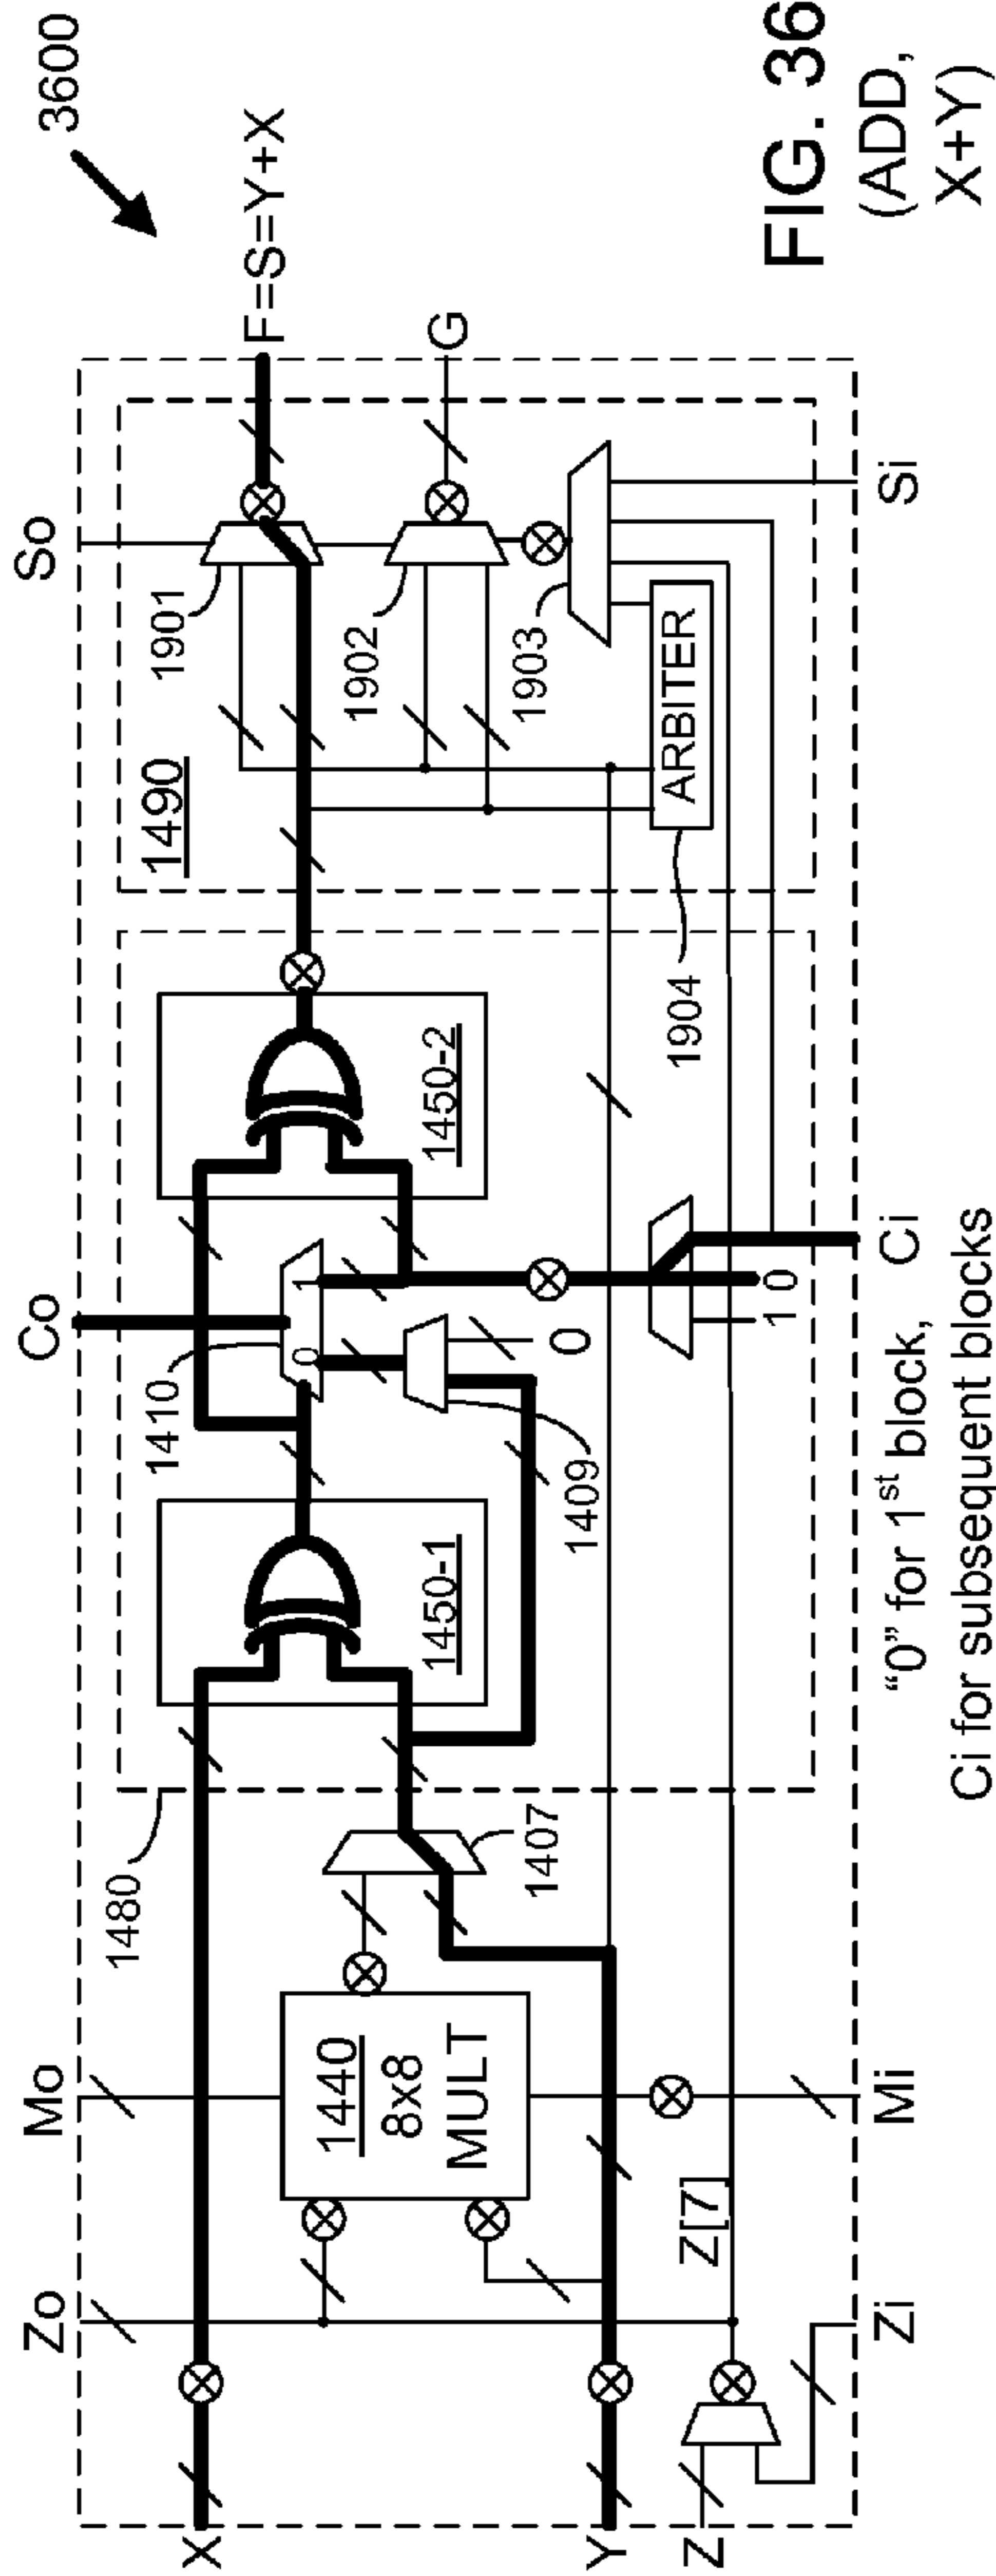 3600
So
Co
Mo
Zo
X
Y
Z
F=S=Y+X
G
1480
1440
8x8
MULT
1407
1450-1
1410
0 1
1409
0
1450-2
1490
1901
1902
1903
ARBITER
1904
1 0
Z[7]
Zi
Mi
Ci
Si
"0" for 1st block,
Ci for subsequent blocks
FIG. 36
(ADD,
X+Y)